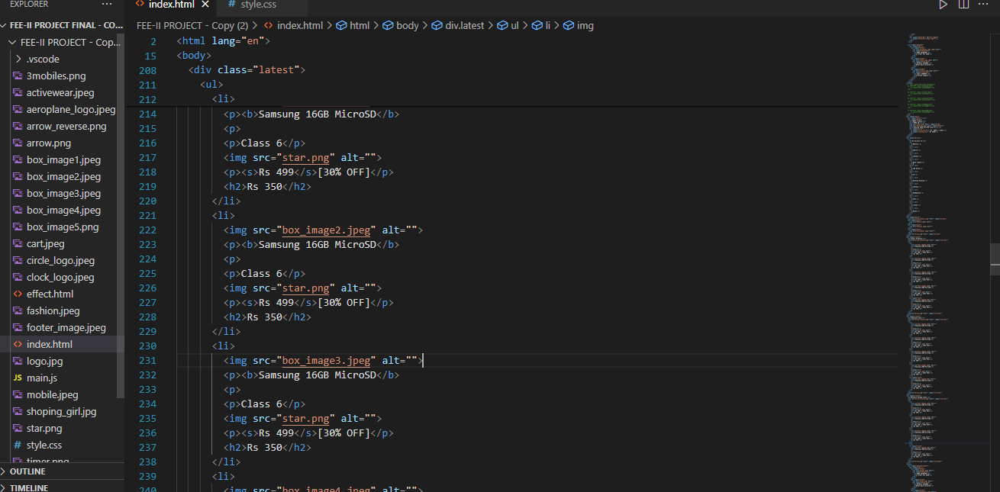 EXPLORER ...
FEE-II PROJECT FINAL - CO...
FEE-II PROJECT - Cop...
.vscode
3mobiles.png
activewear.jpeg
aeroplane_logo.jpeg
arrow_reverse.png
arrow.png
box_image1.jpeg
box_image2.jpeg
box_image3.jpeg
box_image4.jpeg
box_image5.png
cart.jpeg
circle_logo.jpeg
clock_logo.jpeg
<> effect.html
fashion.jpeg
footer_image.jpeg
<> index.html
logo.jpg
JS main.js
mobile.jpeg
shoping_girl.jpg
star.png
# style.css
timer.png
OUTLINE
TIMELINE
<> index.html # style.css
FEE-II PROJECT - Copy (2) > <> index.html > html > body > div.latest > ul > li > img
2 <html lang="en">
15 <body>
208 <div class="latest">
211 <ul>
212 <li>
214 <p><b>Samsung 16GB MicroSD</b>
215 <p>
216 <p>Class 6</p>
217 <img src="star.png" alt="">
218 <p><s>Rs 499</s>[30% OFF]</p>
219 <h2>Rs 350</h2>
220 </li>
221 <li>
222 <img src="box_image2.jpeg" alt="">
223 <p><b>Samsung 16GB MicroSD</b>
224 <p>
225 <p>Class 6</p>
226 <img src="star.png" alt="">
227 <p><s>Rs 499</s>[30% OFF]</p>
228 <h2>Rs 350</h2>
229 </li>
230 <li>
231 <img src="box_image3.jpeg" alt="">
232 <p><b>Samsung 16GB MicroSD</b>
233 <p>
234 <p>Class 6</p>
235 <img src="star.png" alt="">
236 <p><s>Rs 499</s>[30% OFF]</p>
237 <h2>Rs 350</h2>
238 </li>
239 <li>
240 <img src="box_image4.jpeg" alt="">